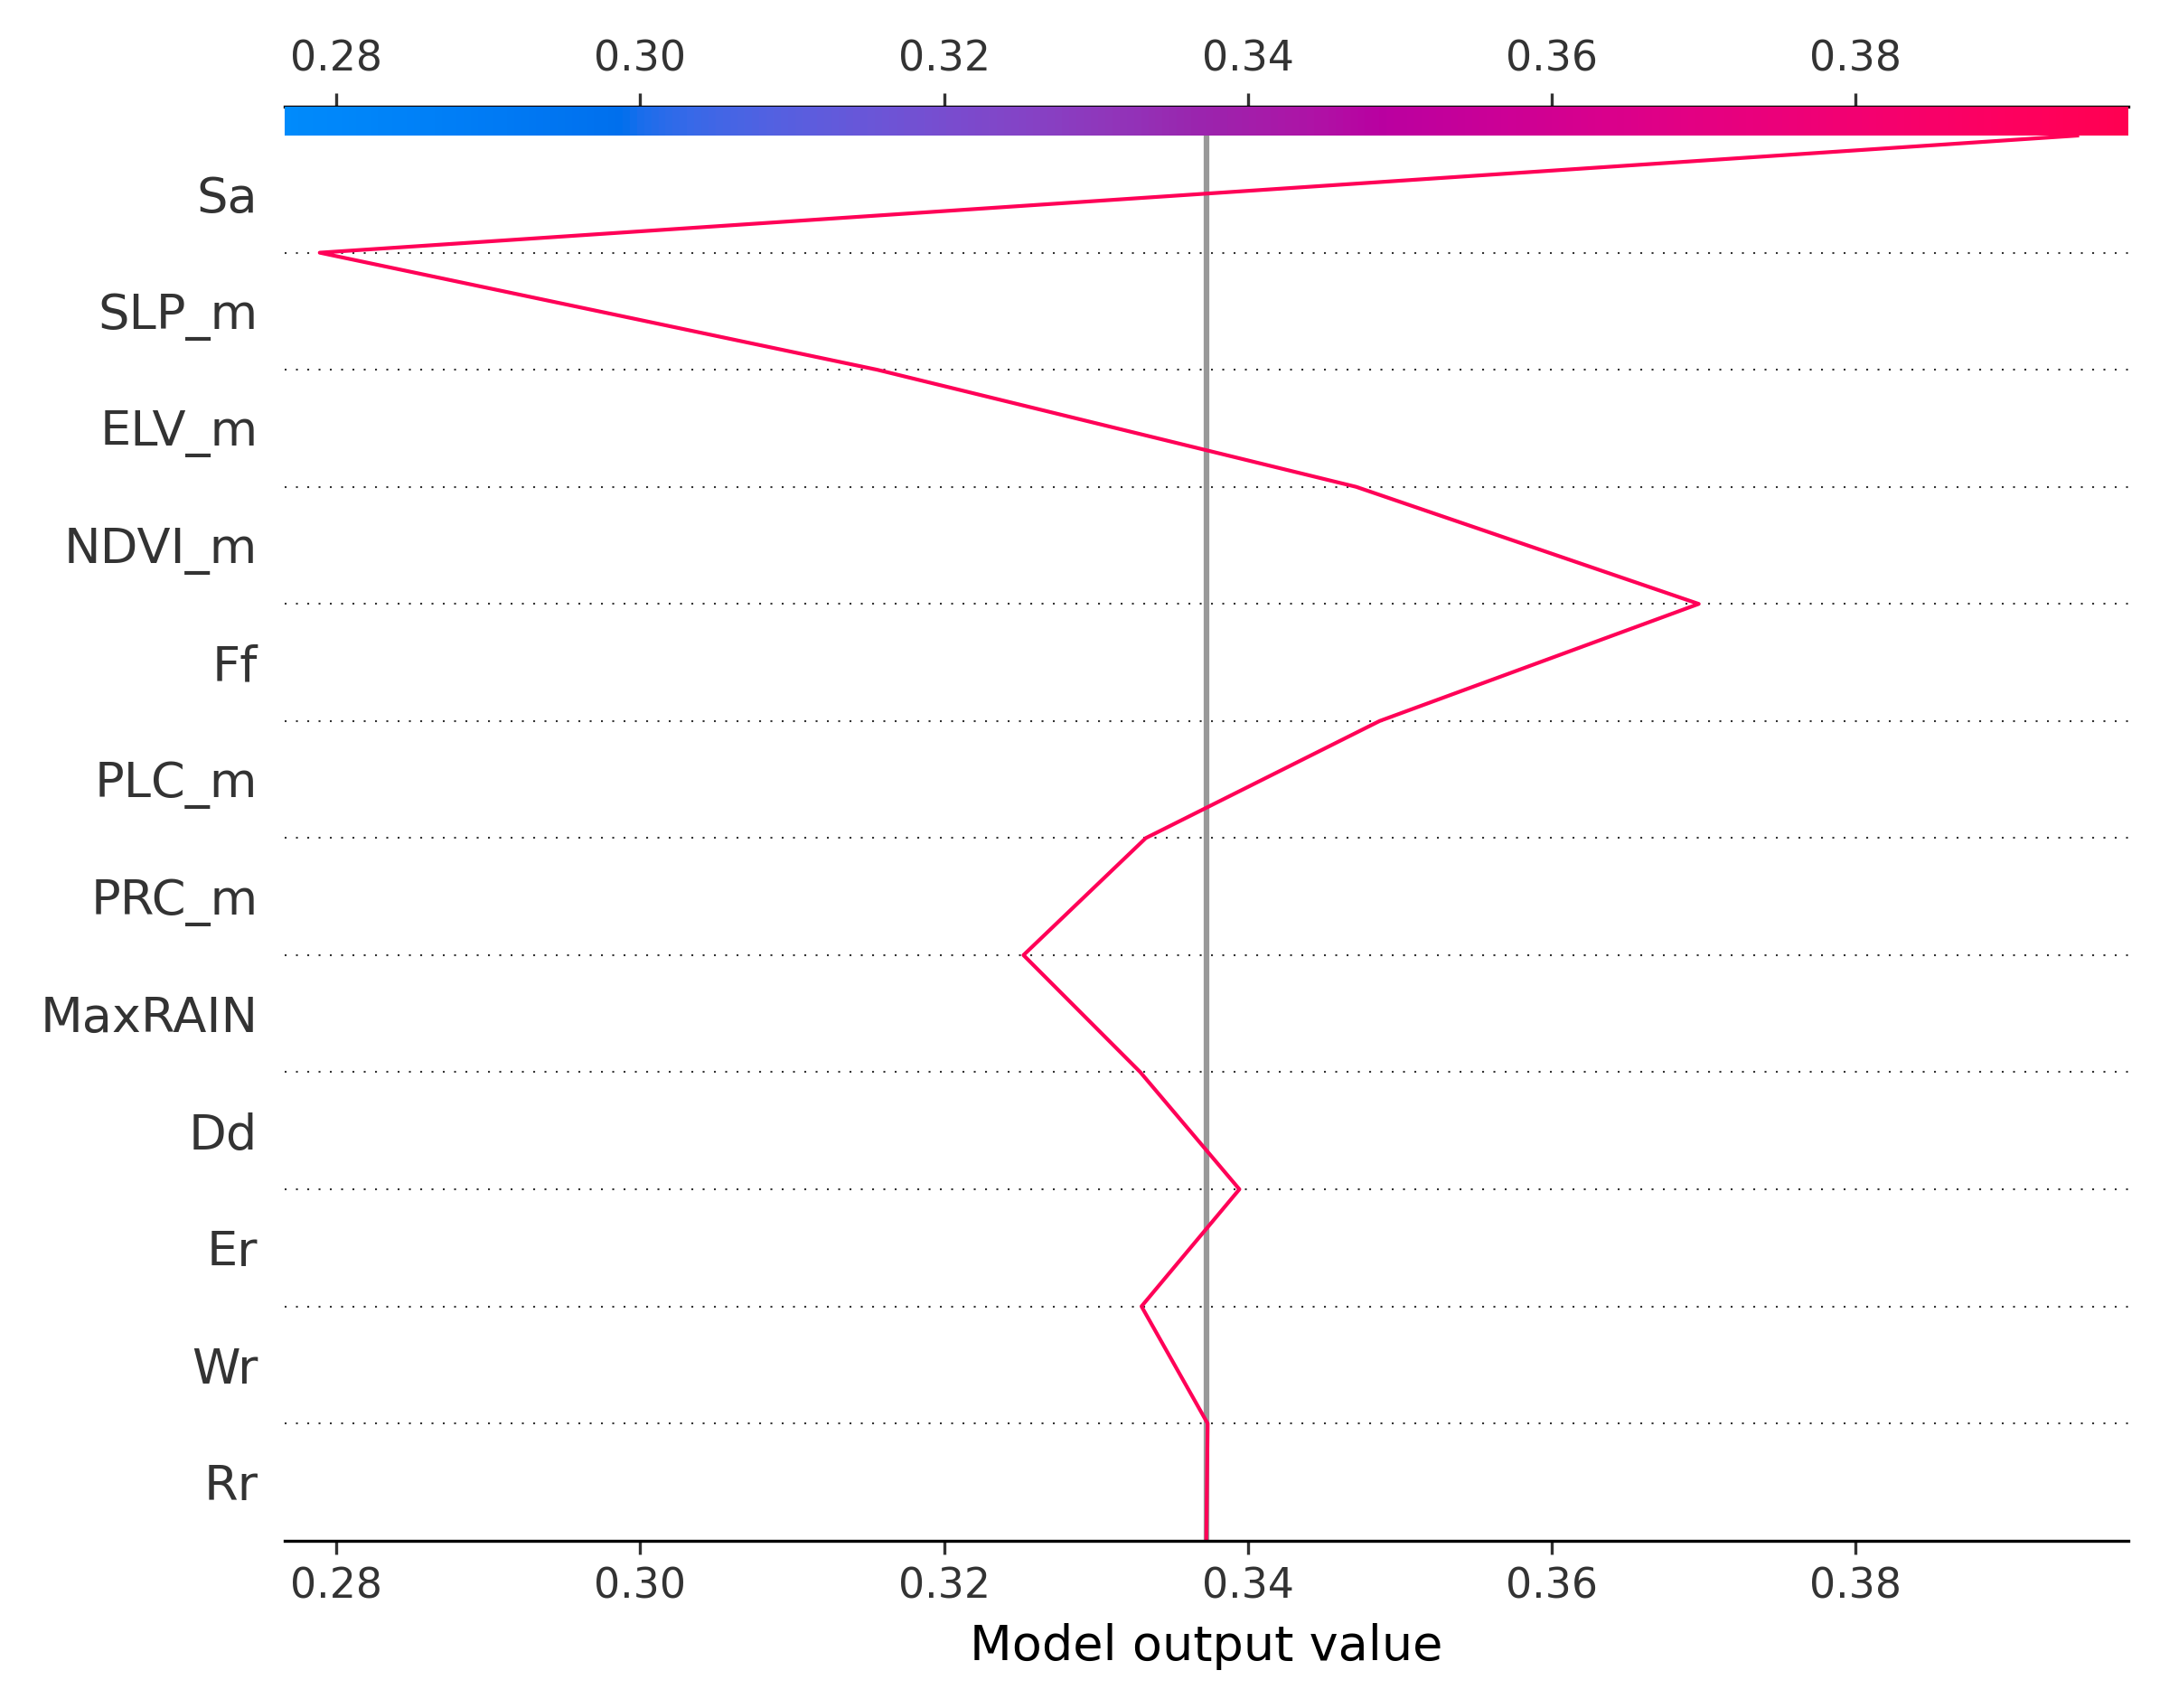 0.28 0.30 0.32 0.34 0.36 0.38
Sa
SLP_m
ELV_m
NDVI_m
Ff
PLC_m
PRC_m
MaxRAIN
Dd
Er
Wr
Rr
0.28 0.30 0.32 0.34 0.36 0.38
Model output value